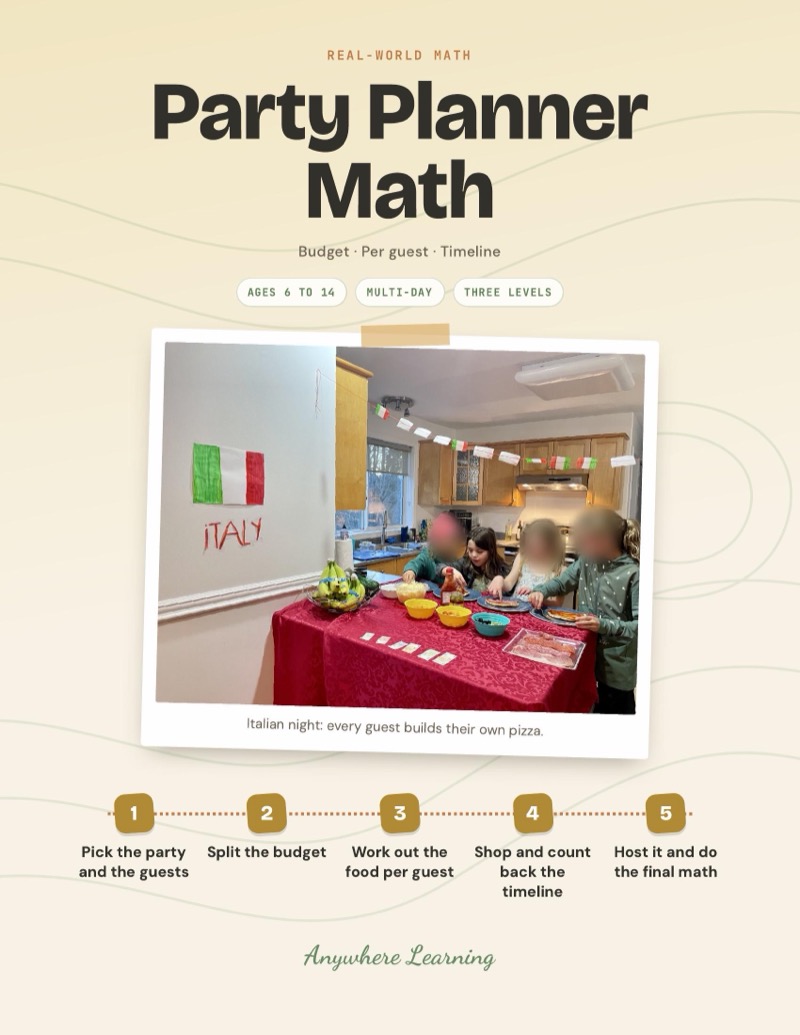 REAL-WORLD MATH
Party Planner
Math
Budget · Per guest · Timeline
AGES 6 TO 14
MULTI-DAY
THREE LEVELS
iTALY
Italian night: every guest builds their own pizza.
1
2
3
4
5
Pick the party
and the guests
Split the budget
Work out the
food per guest
Shop and count
back the
timeline
Host it and do
the final math
Anywhere Learning